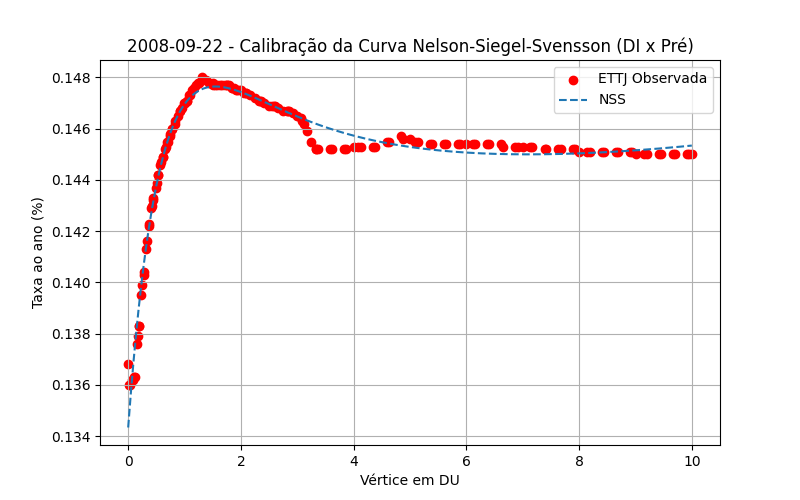 2008-09-22 - Calibração da Curva Nelson-Siegel-Svensson (DI x Pré)
ETTJ Observada
NSS
Taxa ao ano (%)
0.148
0.146
0.144
0.142
0.140
0.138
0.136
0.134
0 2 4 6 8 10
Vértice em DU